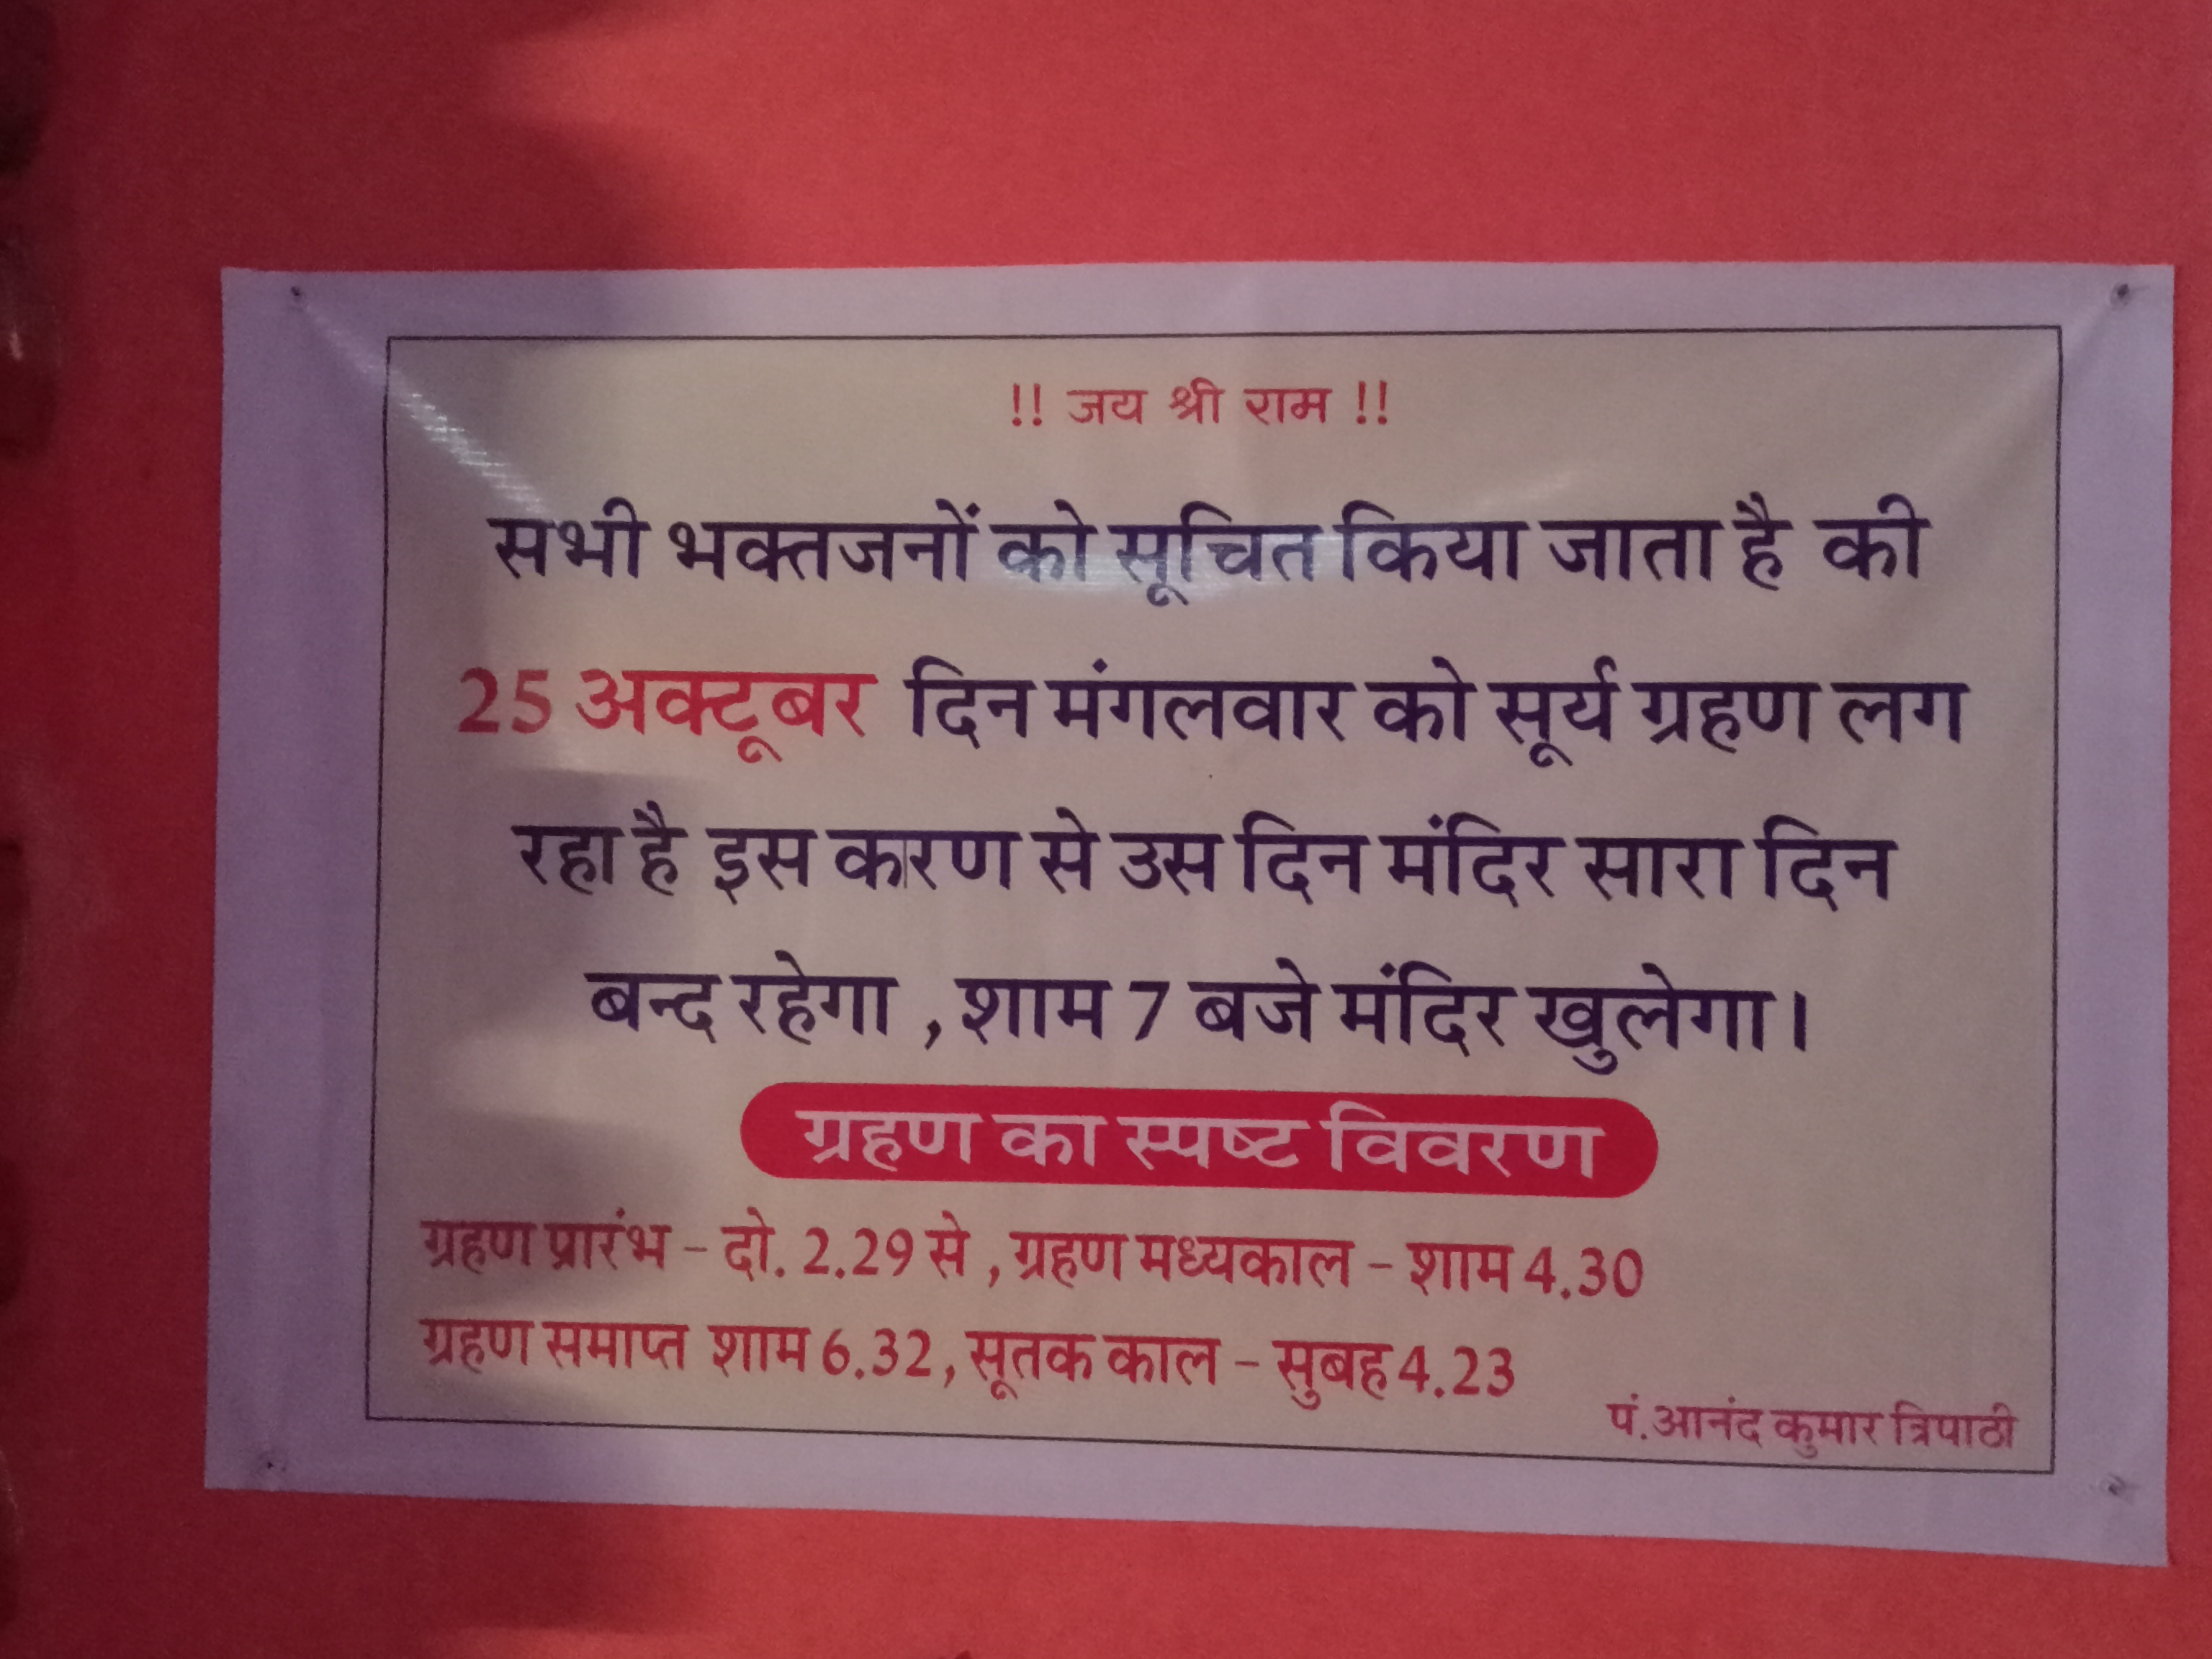 !! जय श्री राम !!
सभी भक्तजनों को सूचित किया जाता है की
25 अक्टूबर दिन मंगलवार को सूर्य ग्रहण लग
रहा है इस करण से उस दिन मंदिर सारा दिन
बन्द रहेगा , शाम 7 बजे मंदिर खुलेगा।
ग्रहण का स्पष्ट विवरण
ग्रहण प्रारंभ - दो. 2.29 से , ग्रहण मध्यकाल - शाम 4.30
ग्रहण समाप्त शाम 6.32, सूतक काल - सुबह 4.23
पं.आनंद कुमार त्रिपाठी